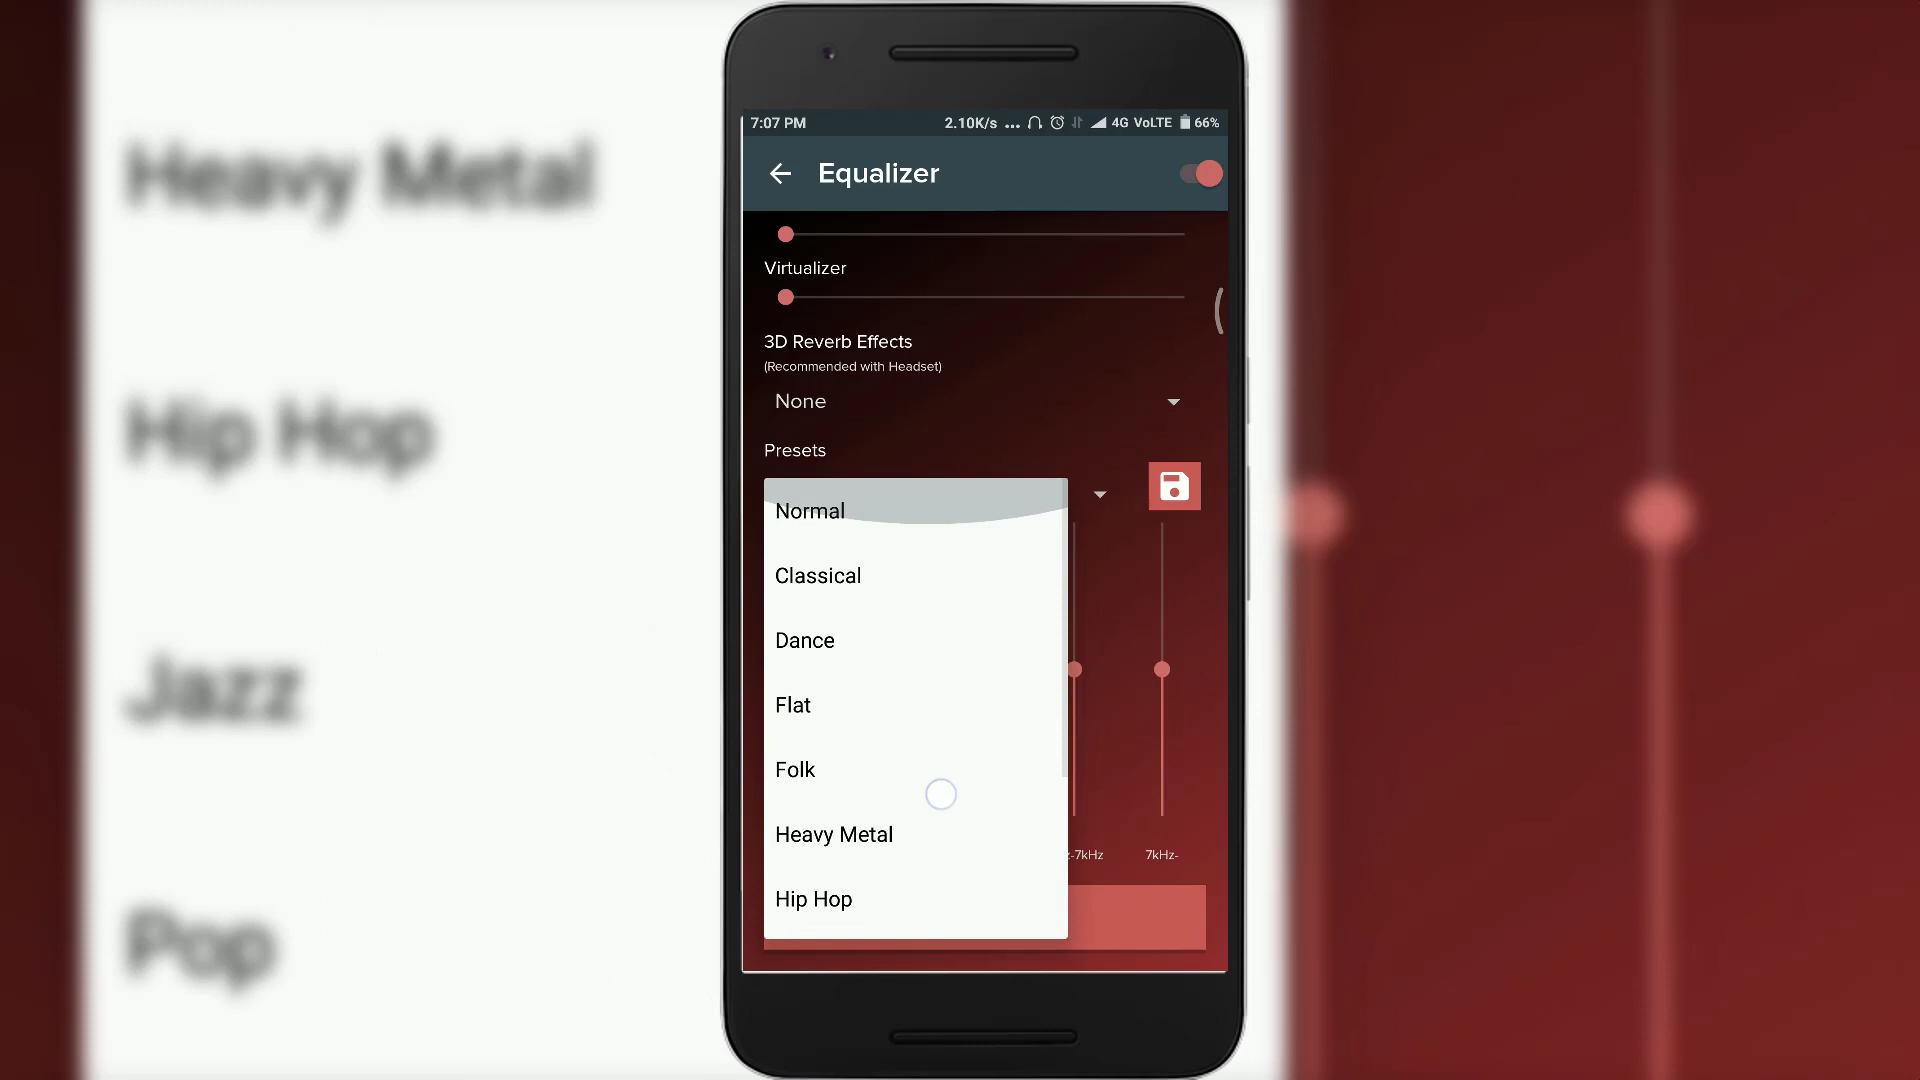 Heavy Metal
Hip Hop
Jazz
Pop
7:07 PM 2.10K/s ... 4G VoLTE 66%
Equalizer
Virtualizer
3D Reverb Effects
(Recommended with Headset)
None
Presets
Normal
Classical
Dance
Flat
Folk
Heavy Metal
Hip Hop
z-7kHz 7kHz-